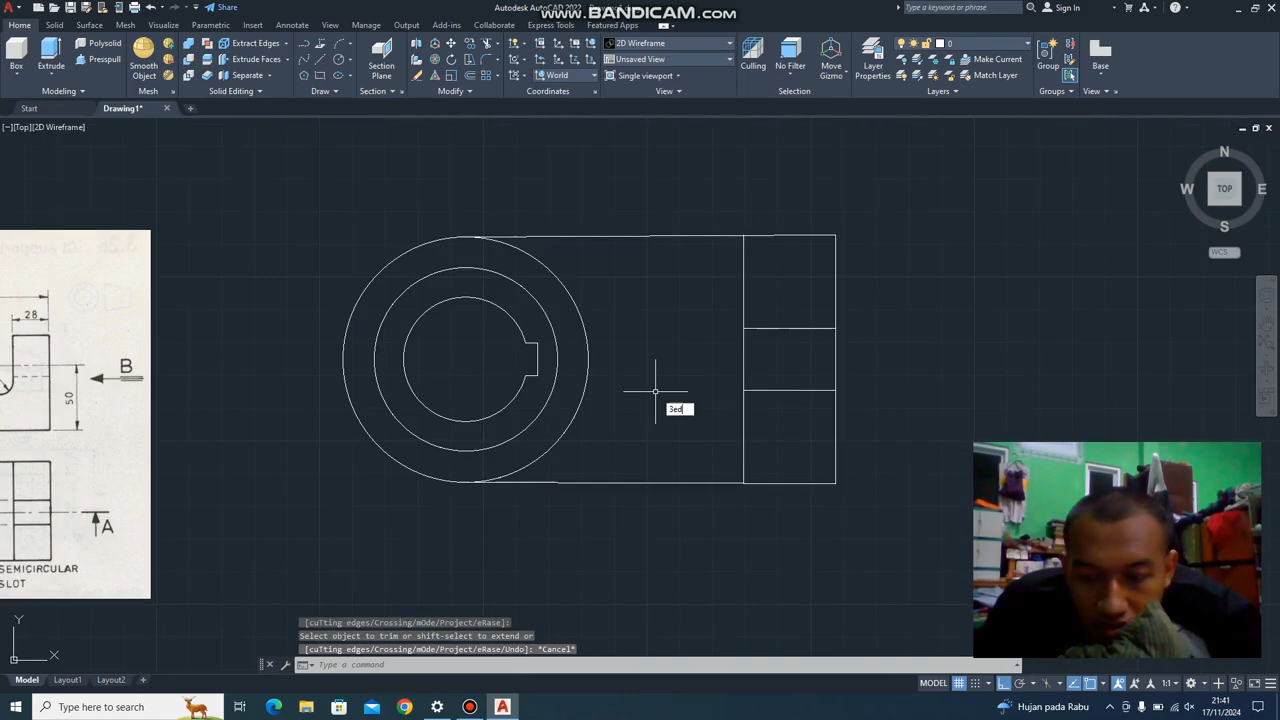 Share
Autodesk AutoCAD 2022
www.BANDICAM.com
Type a keyword or phrase
Sign In
Home Solid Surface Mesh Visualize Parametric Insert Annotate View Manage Output Add-ins Collaborate Express Tools Featured Apps
Box
Extrude
Polysolid
Presspull
Smooth
Object
Extract Edges
Extrude Faces
Separate
Section
Plane
World
2D Wireframe
Unsaved View
Single viewport
Culling
No Filter
Move
Gizmo
Layer
Properties
0
Make Current
Match Layer
Group
Base
Modeling
Mesh
Solid Editing
Draw
Section
Modify
Coordinates
View
Selection
Layers
Groups
View
Start
Drawing1*
[−][Top][2D Wireframe]
N
W
TOP
E
S
WCS
28
B
50
A
SEMICIRCULAR
SLOT
3ed
[cuTting edges/Crossing/mOde/Project/eRase]:
Select object to trim or shift-select to extend or
[cuTting edges/Crossing/mOde/Project/eRase/Undo]: *Cancel*
Type a command
Y
X
Model
Layout1
Layout2
MODEL
1:1
Type here to search
Hujan pada Rabu
21:41
17/11/2024